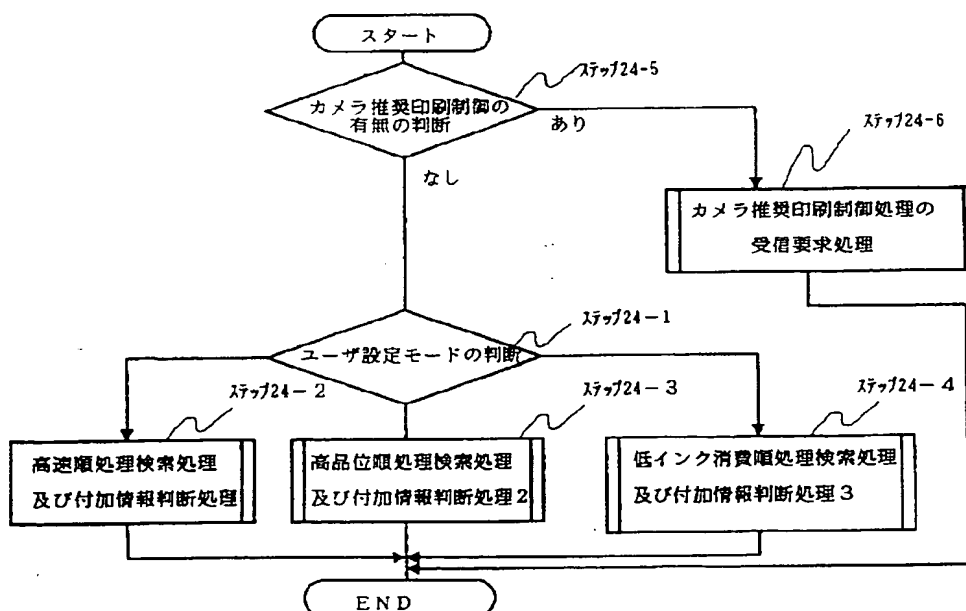 スタート
ステップ24-5
カメラ推奨印刷制御の
有無の判断
あり
なし
ステップ24-6
カメラ推奨印刷制御処理の
受信要求処理
ステップ24-1
ユーザ設定モードの判断
ステップ24-2
高速順処理検索処理
及び付加情報判断処理
ステップ24-3
高品位順処理検索処理
及び付加情報判断処理2
ステップ24-4
低インク消費順処理検索処理
及び付加情報判断処理3
END